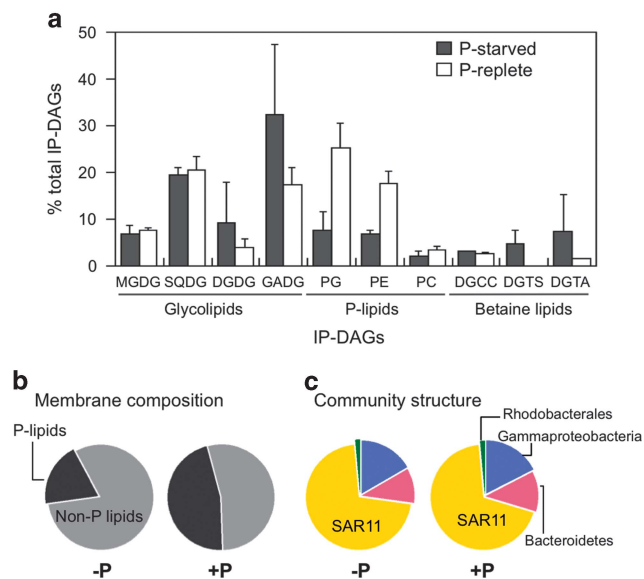 a
50
40
30
20
10
0
% total IP-DAGs
P-starved
P-replete
MGDG SQDG DGDG GADG PG PE PC DGCC DGTS DGTA
Glycolipids P-lipids Betaine lipids
IP-DAGs
b Membrane composition
P-lipids
Non-P lipids
-P +P
c Community structure
Rhodobacterales
Gammaproteobacteria
SAR11 SAR11
Bacteroidetes
-P +P